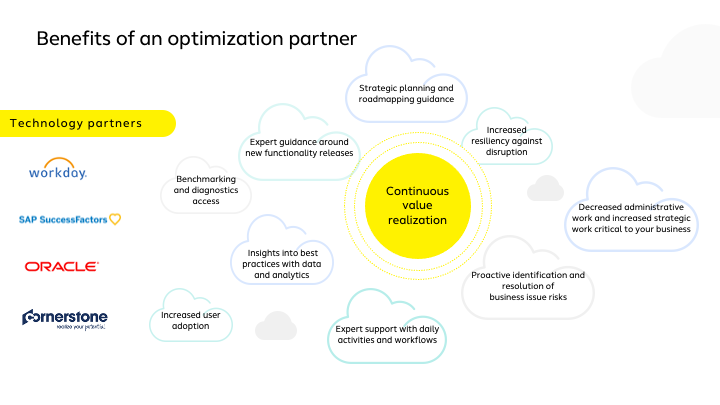 Benefits of an optimization partner
Technology partners
workday.
SAP SuccessFactors
ORACLE
Cornerstone
realize your potential
Strategic planning and
roadmapping guidance
Expert guidance around
new functionality releases
Increased
resiliency against
disruption
Benchmarking
and diagnostics
access
Continuous
value
realization
Decreased administrative
work and increased strategic
work critical to your business
Insights into best
practices with data
and analytics
Proactive identification and
resolution of
business issue risks
Increased user
adoption
Expert support with daily
activities and workflows